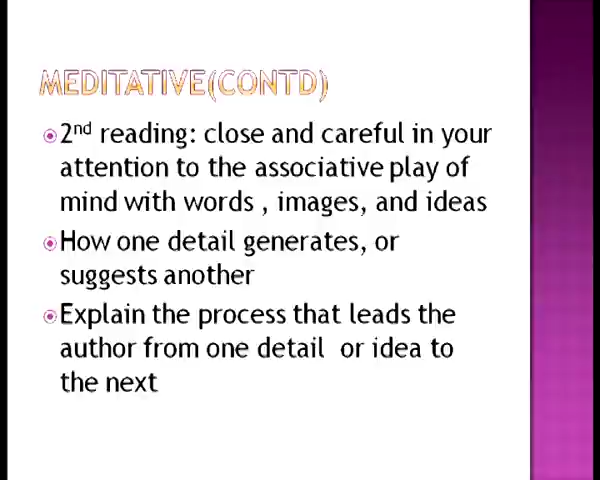 MEDITATIVE(CONTD)
2nd reading: close and careful in your
attention to the associative play of
mind with words , images, and ideas
How one detail generates, or
suggests another
Explain the process that leads the
author from one detail or idea to
the next